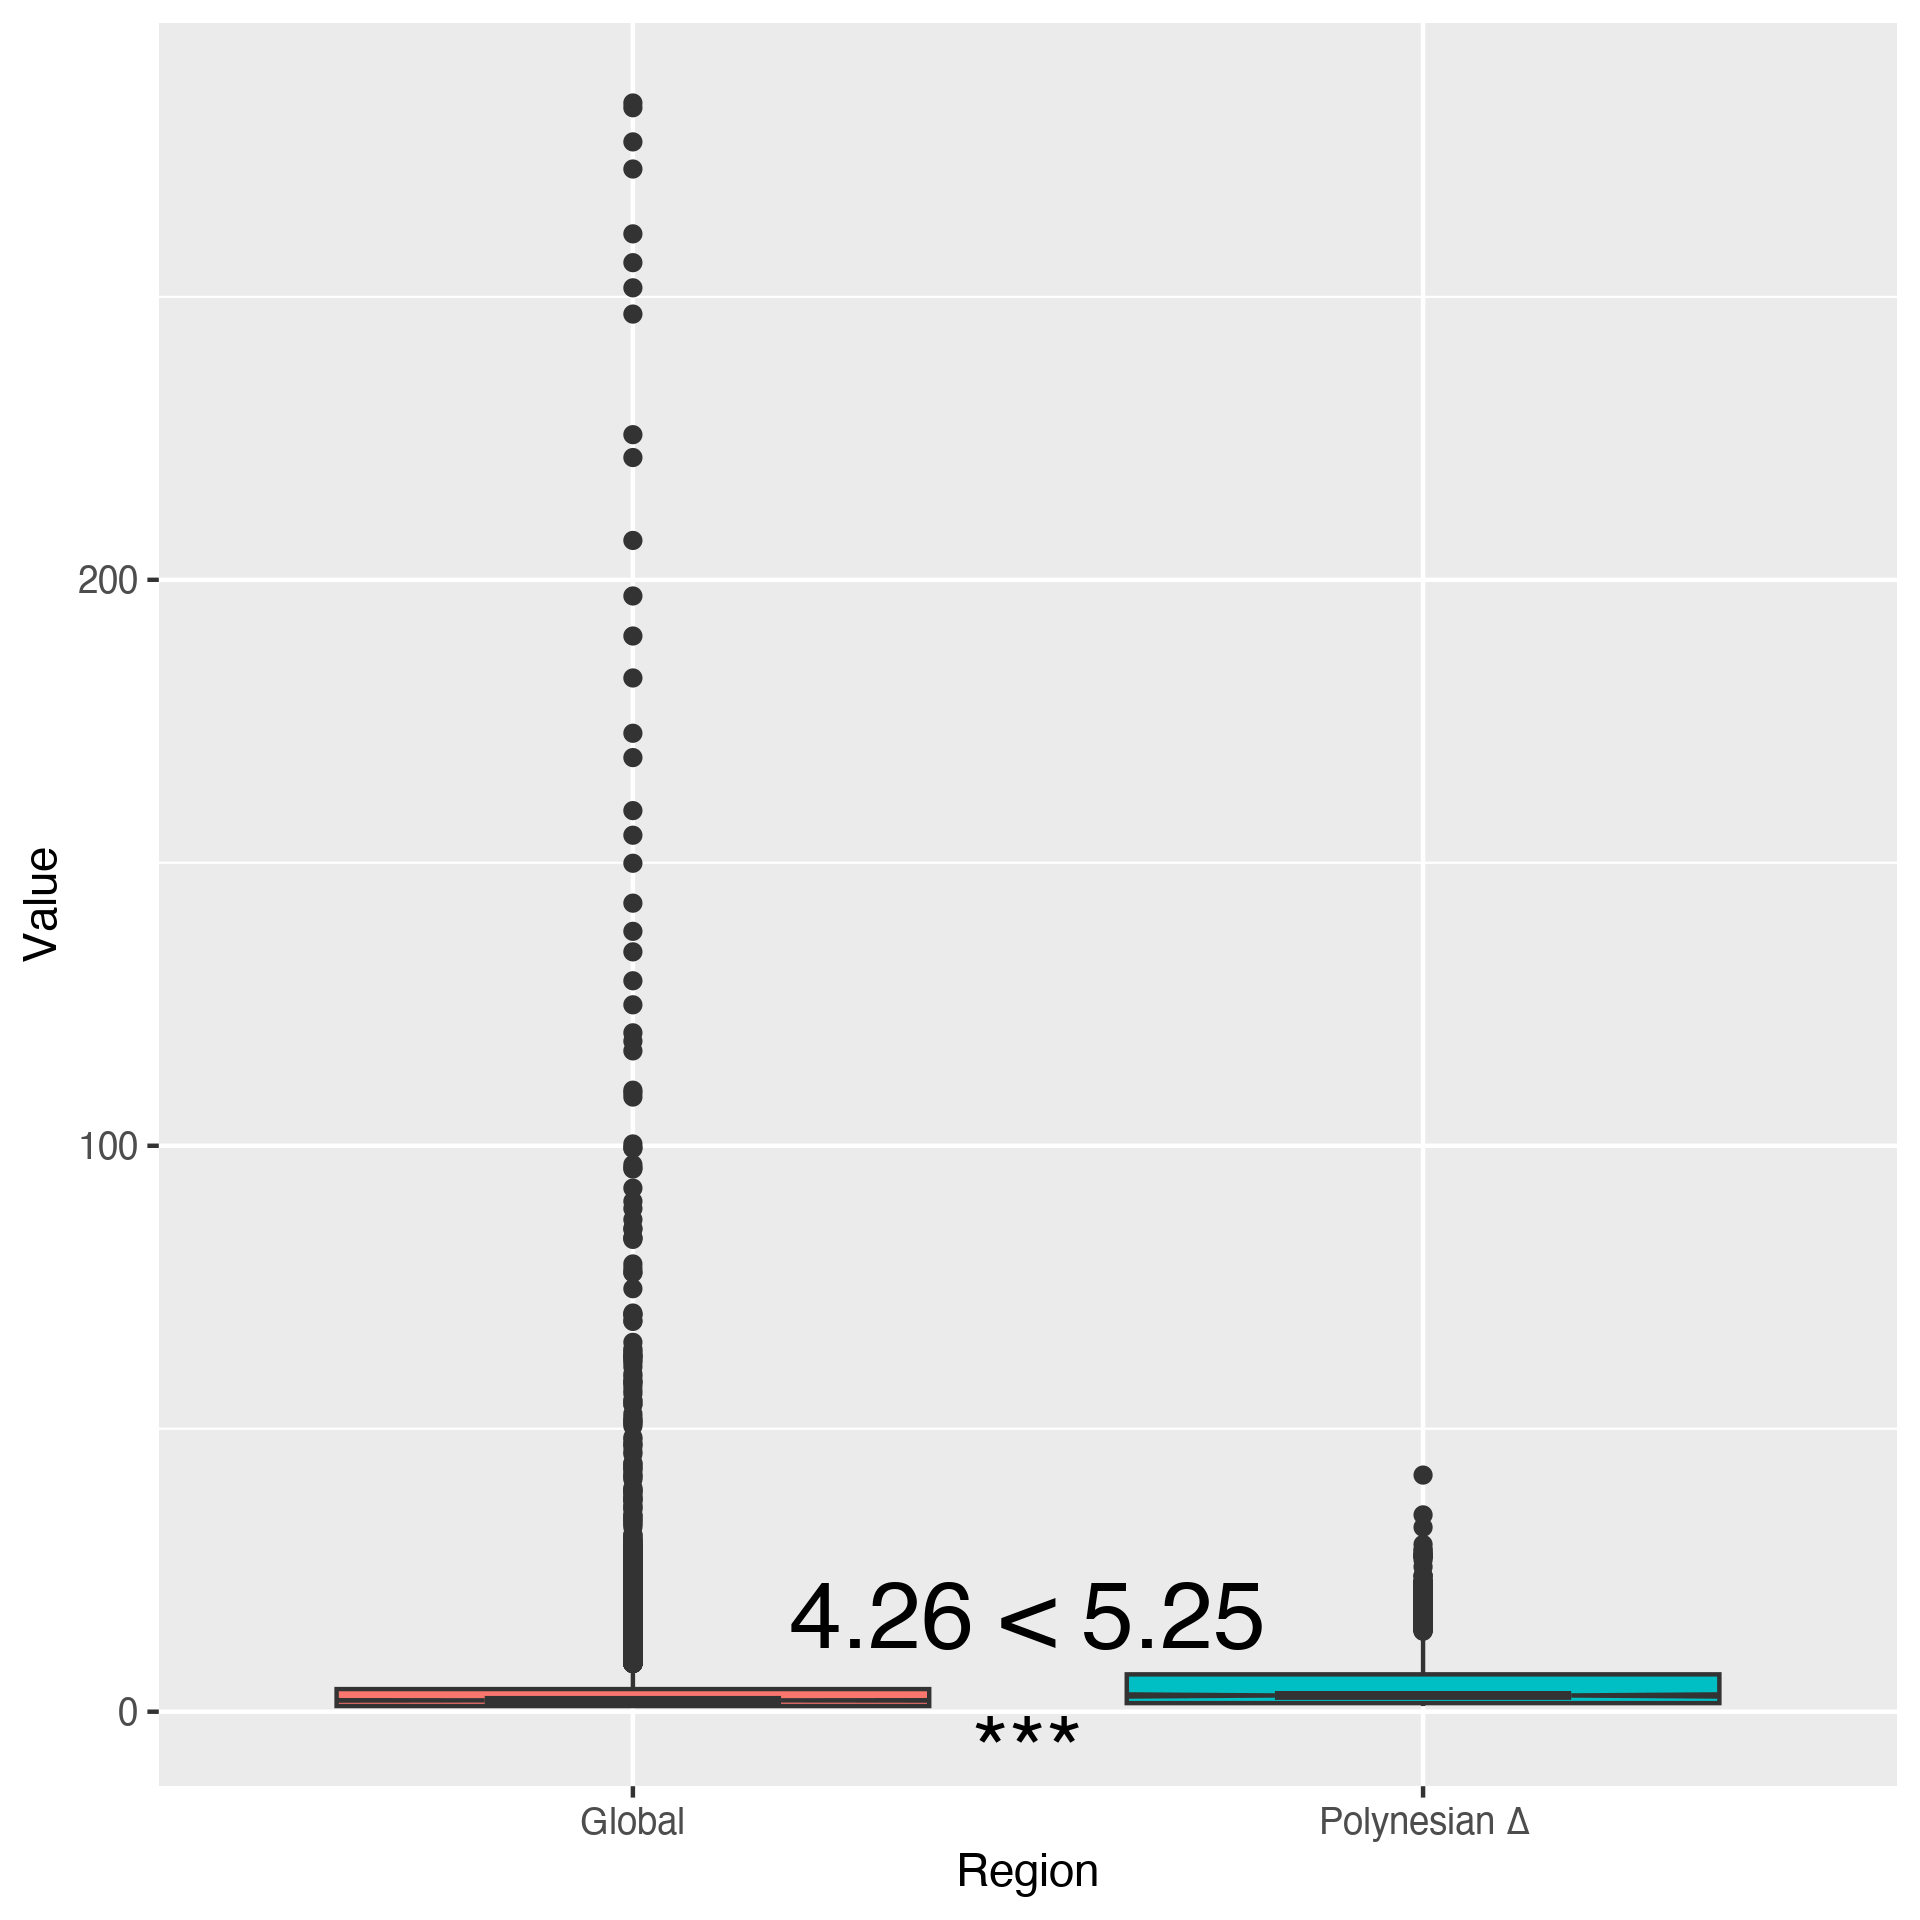 Value
200
100
0
4.26 < 5.25
***
Global
Polynesian Δ
Region